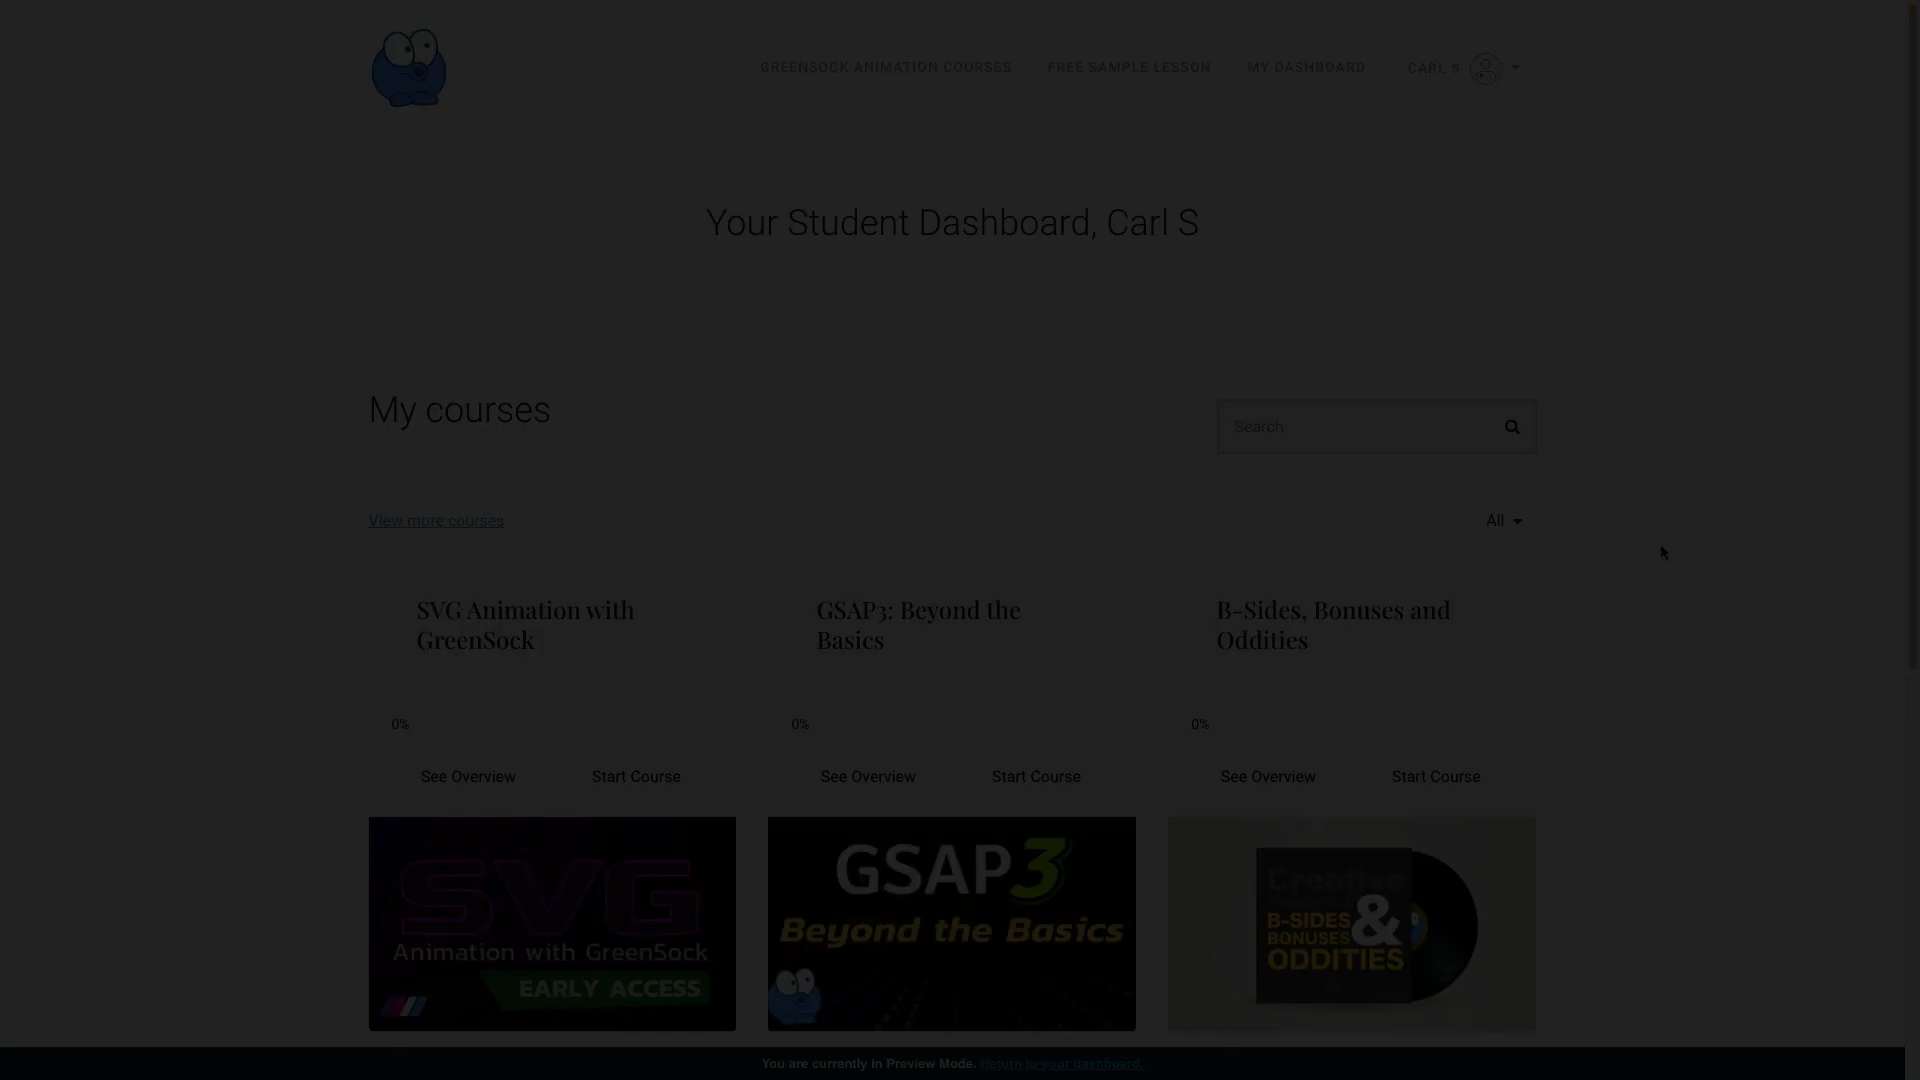 GREENSOCK ANIMATION COURSES
FREE SAMPLE LESSON
MY DASHBOARD
CARL S
Your Student Dashboard, Carl S
My courses
Search
View more courses
All
SVG Animation with
GreenSock
0%
See Overview
Start Course
SVG
Animation with GreenSock
EARLY ACCESS
GSAP3: Beyond the
Basics
0%
See Overview
Start Course
GSAP3
Beyond the Basics
B-Sides, Bonuses and
Oddities
0%
See Overview
Start Course
Creative
B-SIDES
&
BONUSES
ODDITIES
You are currently in Preview Mode. Return to your dashboard.